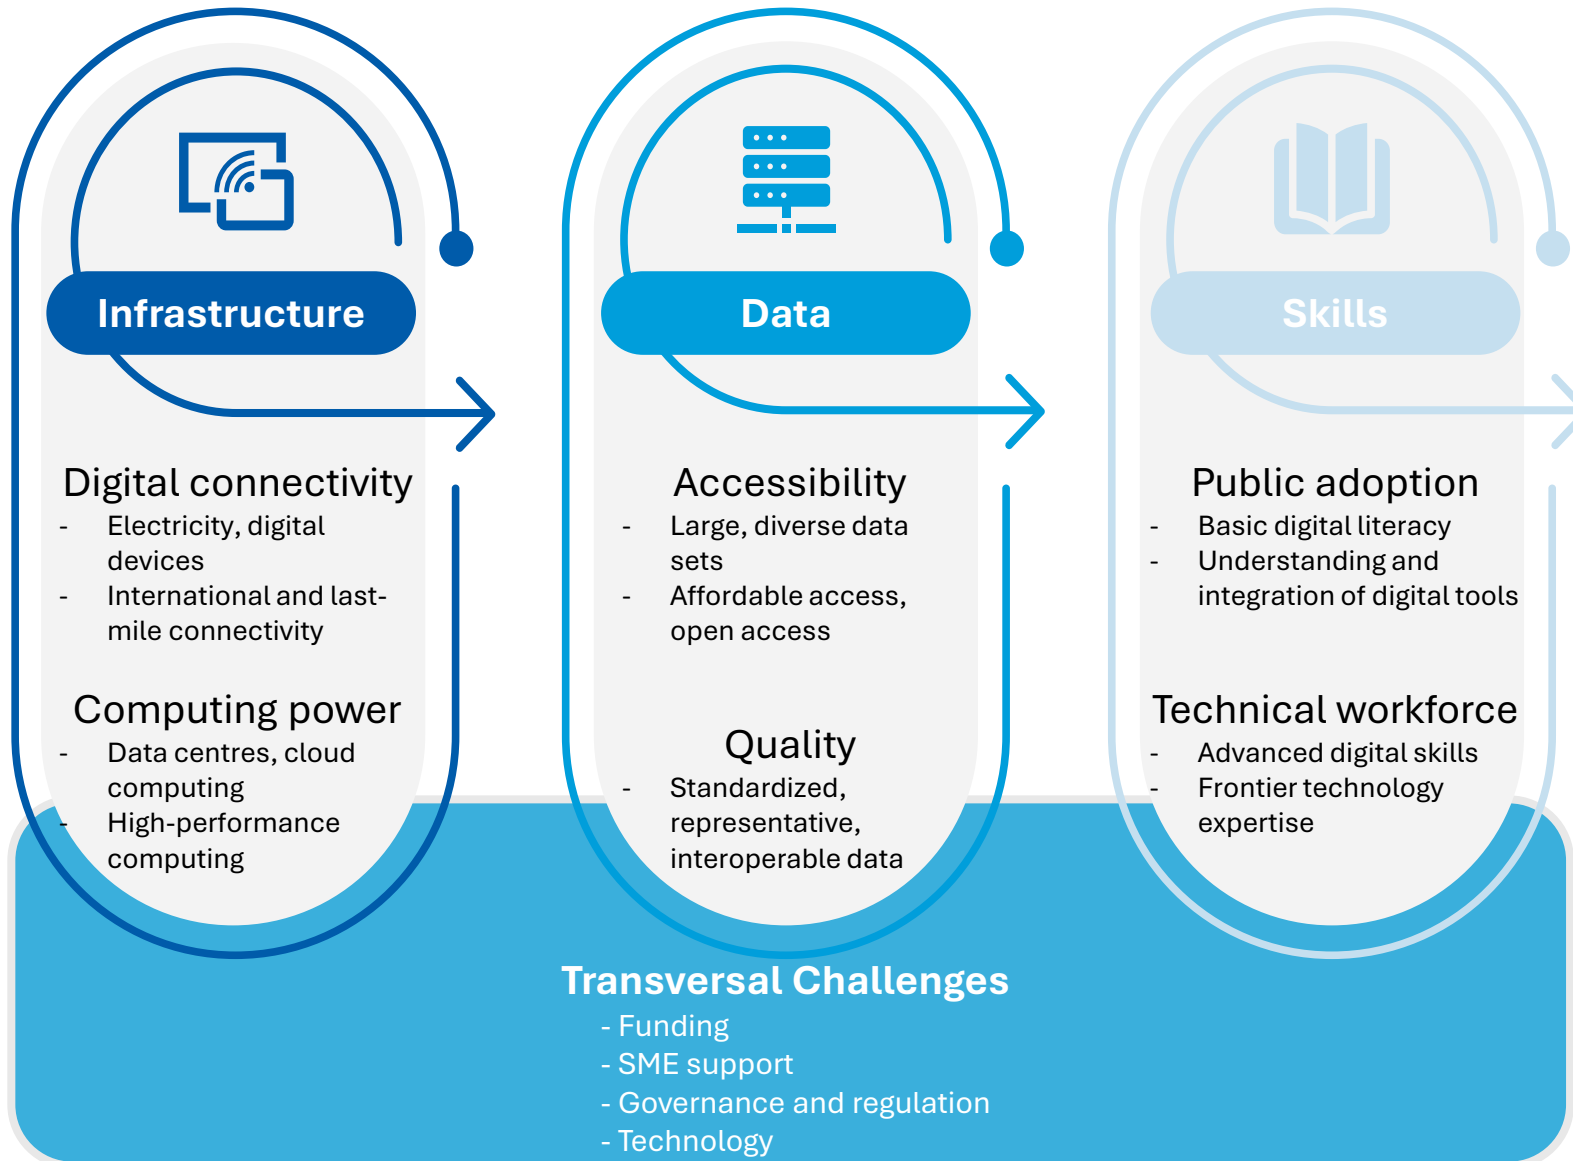 Infrastructure
Digital connectivity
- Electricity, digital
devices
- International and last-
mile connectivity
Computing power
- Data centres, cloud
computing
- High-performance
computing
Data
Accessibility
- Large, diverse data
sets
- Affordable access,
open access
Quality
- Standardized,
representative,
interoperable data
Skills
Public adoption
- Basic digital literacy
- Understanding and
integration of digital tools
Technical workforce
- Advanced digital skills
- Frontier technology
expertise
Transversal Challenges
- Funding
- SME support
- Governance and regulation
- Technology